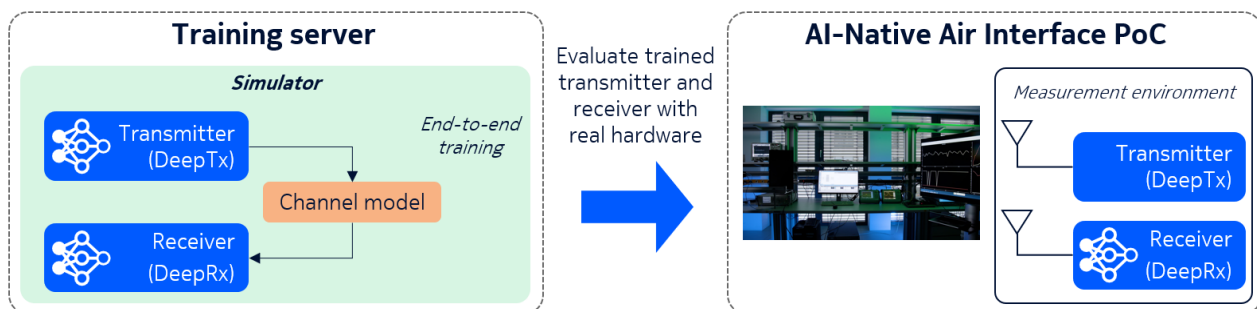 Training server
Simulator
Transmitter
(DeepTx)
End-to-end
training
Channel model
Receiver
(DeepRx)
Evaluate trained
transmitter and
receiver with
real hardware
AI-Native Air Interface PoC
Measurement environment
Transmitter
(DeepTx)
Receiver
(DeepRx)